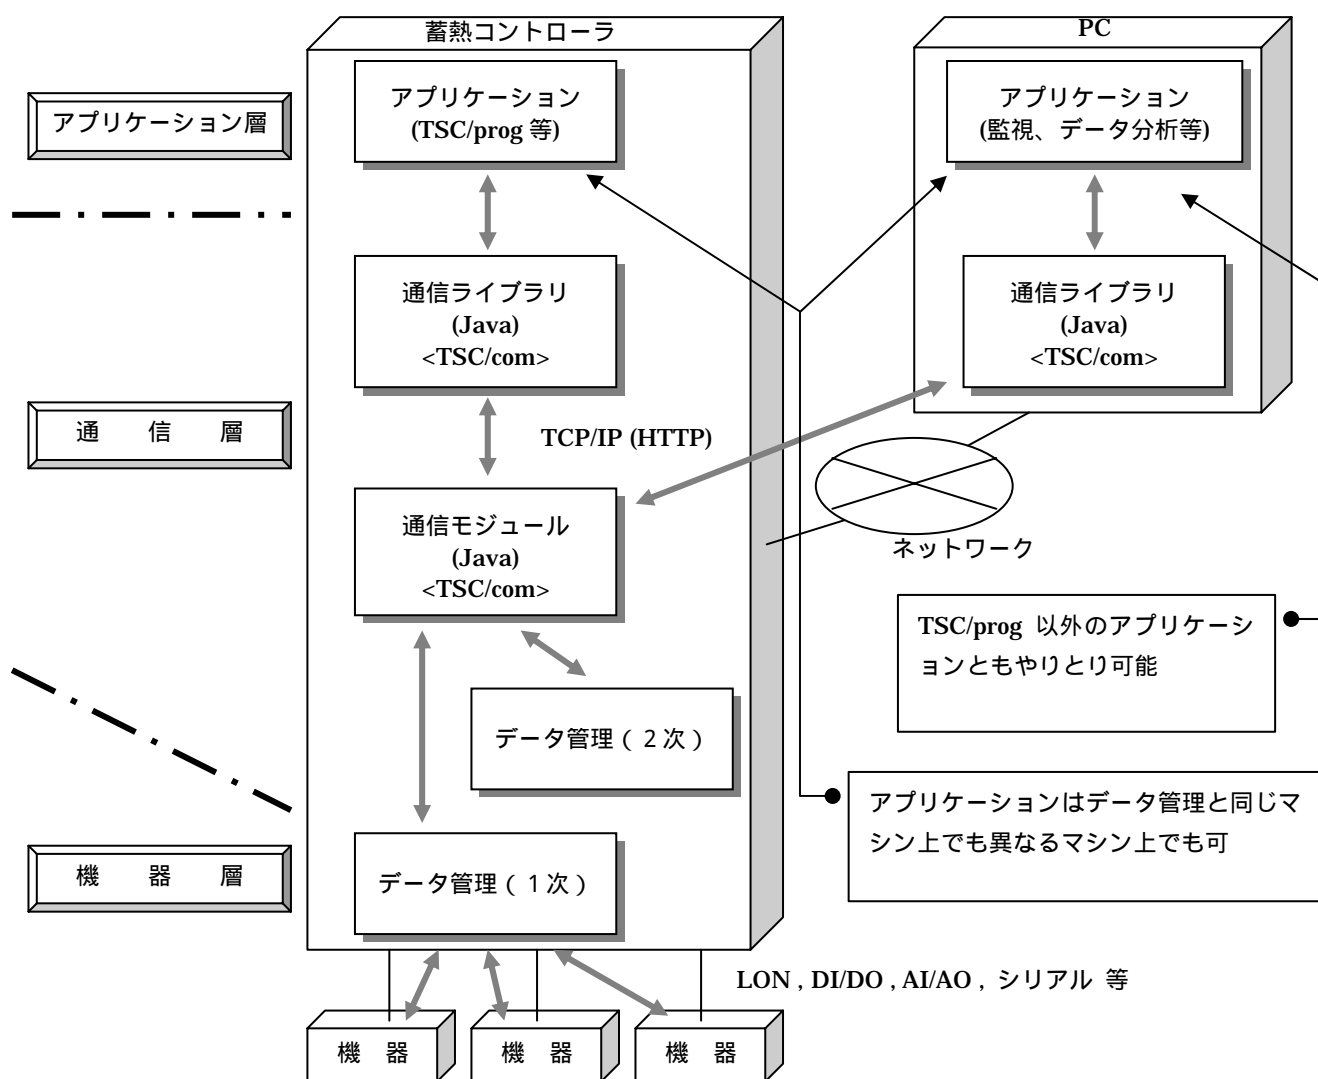 蓄熱コントローラ
PC
アプリケーション層
アプリケーション
(TSC/prog 等)
アプリケーション
(監視、データ分析等)
通信ライブラリ
(Java)
<TSC/com>
通信ライブラリ
(Java)
<TSC/com>
通 信 層
TCP/IP (HTTP)
通信モジュール
(Java)
<TSC/com>
ネットワーク
TSC/prog 以外のアプリケーシ
ョンともやりとり可能
データ管理（２次）
アプリケーションはデータ管理と同じマ
シン上でも異なるマシン上でも可
機 器 層
データ管理（１次）
LON , DI/DO , AI/AO , シリアル 等
機 器
機 器
機 器